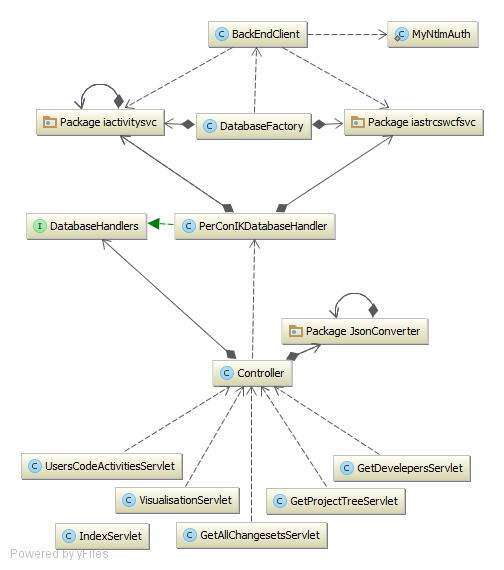 C BackEndClient
C MyNtlmAuth
Package iactivitysvc
C DatabaseFactory
Package iastrcswcfsvc
I DatabaseHandlers
C PerConIKDatabaseHandler
Package JsonConverter
C Controller
C UsersCodeActivitiesServlet
C GetDevelepersServlet
C VisualisationServlet
C GetProjectTreeServlet
C IndexServlet
C GetAllChangesetsServlet
Powered by yFiles